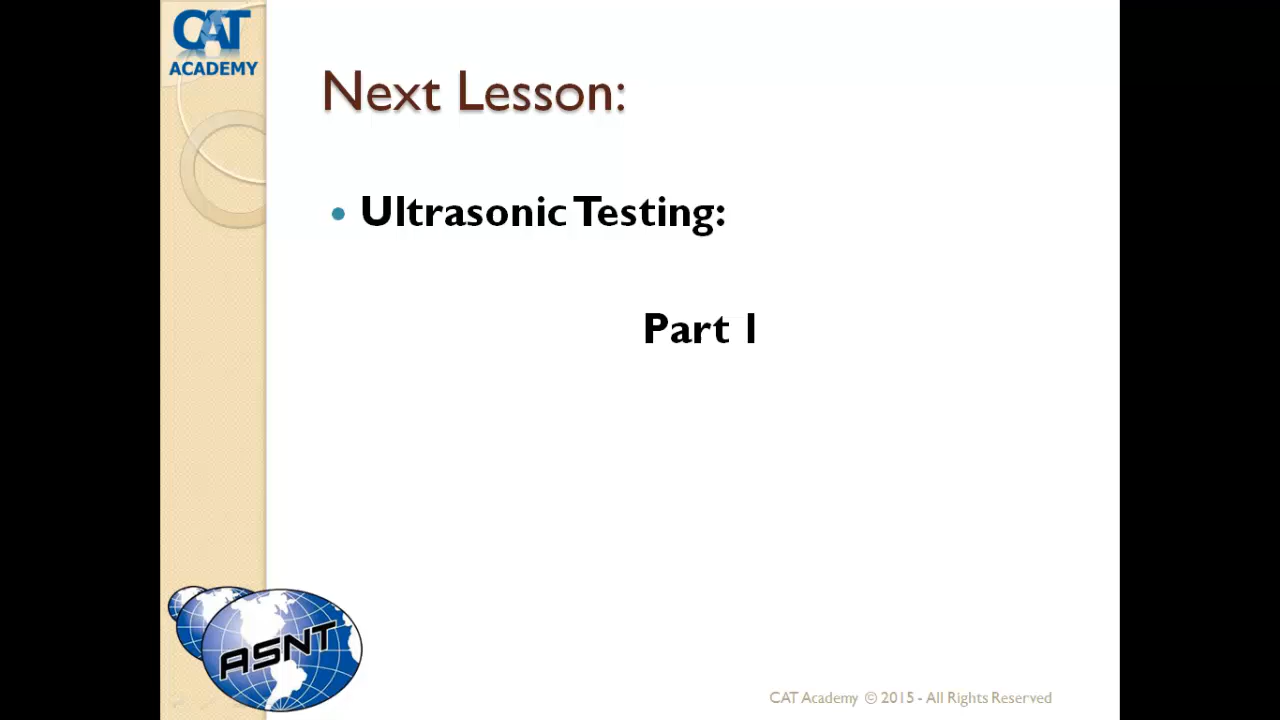 CAT
ACADEMY
Next Lesson:
• Ultrasonic Testing:
Part 1
ASNT
CAT Academy © 2015 - All Rights Reserved